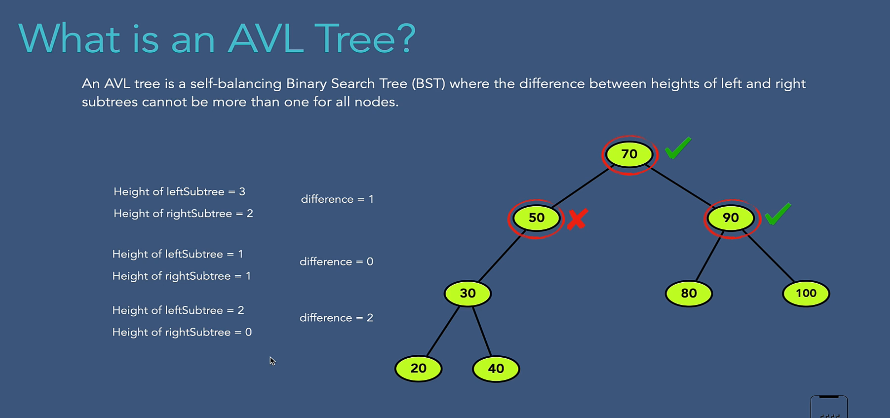 What is an AVL Tree?
An AVL tree is a self-balancing Binary Search Tree (BST) where the difference between heights of left and right
subtrees cannot be more than one for all nodes.
Height of leftSubtree = 3
Height of rightSubtree = 2
difference = 1
Height of leftSubtree = 1
Height of rightSubtree = 1
difference = 0
Height of leftSubtree = 2
Height of rightSubtree = 0
difference = 2
70
50
90
30
80
100
20
40